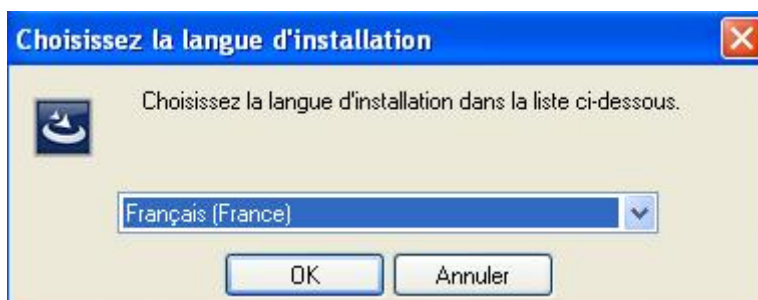 Choisissez la langue d'installation
Choisissez la langue d'installation dans la liste ci-dessous.
Français (France)
OK Annuler